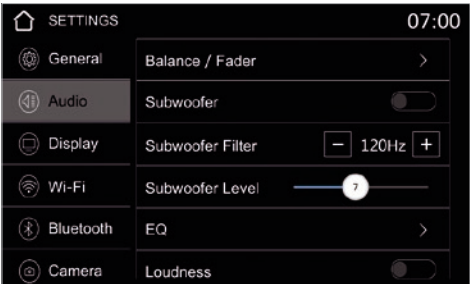 SETTINGS 07:00
General
Audio
Display
Wi-Fi
Bluetooth
Camera
Balance / Fader >
Subwoofer
Subwoofer Filter − 120Hz +
Subwoofer Level 7
EQ >
Loudness